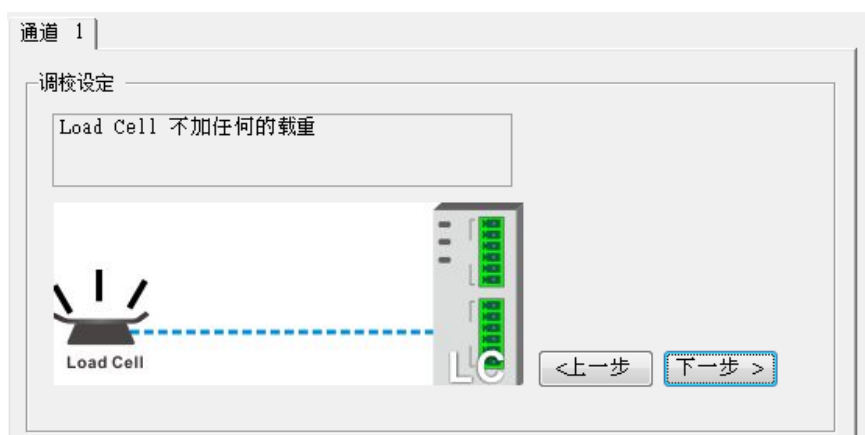 通道 1
调校设定
Load Cell 不加任何的载重
Load Cell
LC
<上一步
下一步 >